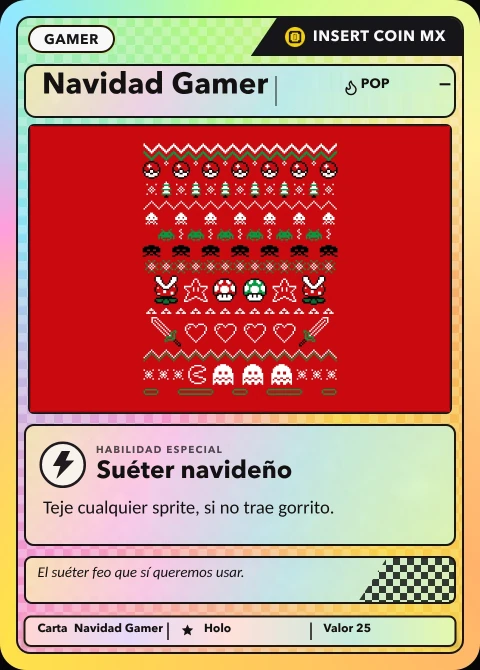 GAMER
INSERT COIN MX
Navidad Gamer
POP
HABILIDAD ESPECIAL
Suéter navideño
Teje cualquier sprite, si no trae gorrito.
El suéter feo que sí queremos usar.
Carta Navidad Gamer | ★ Holo | Valor 25